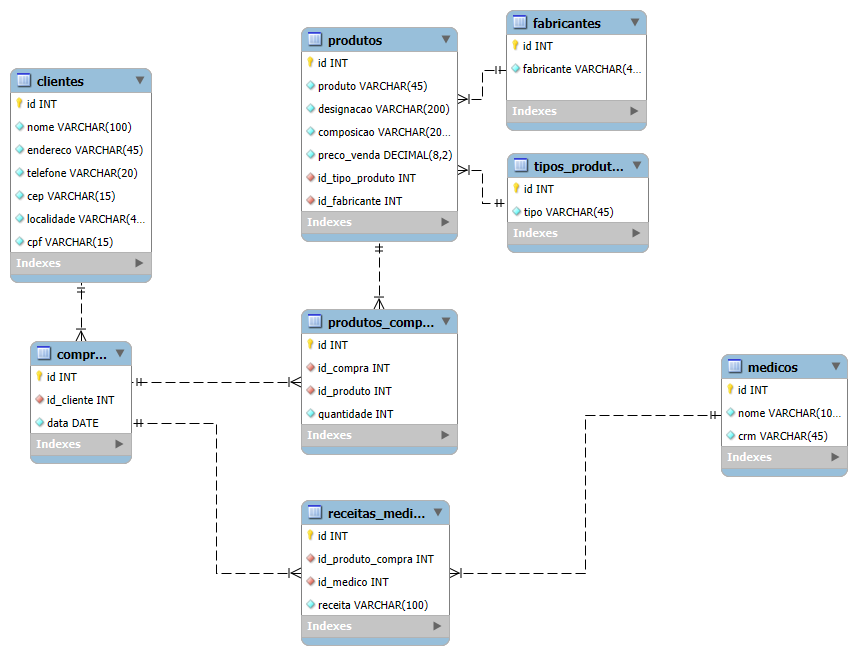 clientes
id INT
nome VARCHAR(100)
endereco VARCHAR(45)
telefone VARCHAR(20)
cep VARCHAR(15)
localidade VARCHAR(4...
cpf VARCHAR(15)
Indexes
produtos
id INT
produto VARCHAR(45)
designacao VARCHAR(200)
composicao VARCHAR(20...
preco_venda DECIMAL(8,2)
id_tipo_produto INT
id_fabricante INT
Indexes
fabricantes
id INT
fabricante VARCHAR(4...
Indexes
tipos_produt...
id INT
tipo VARCHAR(45)
Indexes
compr...
id INT
id_cliente INT
data DATE
Indexes
produtos_comp...
id INT
id_compra INT
id_produto INT
quantidade INT
Indexes
medicos
id INT
nome VARCHAR(10...
crm VARCHAR(45)
Indexes
receitas_medi...
id INT
id_produto_compra INT
id_medico INT
receita VARCHAR(100)
Indexes